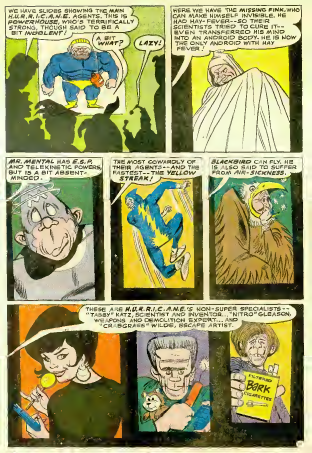 WE HAVE SLIDES SHOWING THE MAIN
H.U.R.R.I.C.A.N.E. AGENTS. THIS IS
POWERHOUSE, WHO'S TERRIFICALLY
STRONG, THOUGH SAID TO BE A
BIT INDOLENT!
A BIT
WHAT?
LAZY!
HERE WE HAVE THE MISSING FINK, WHO
CAN MAKE HIMSELF INVISIBLE. HE
HAD HAY-FEVER--SO THEIR
SCIENTISTS TRIED TO CURE IT--
EVEN TRANSFERRED HIS MIND
INTO AN ANDROID BODY. HE IS NOW
THE ONLY ANDROID WITH HAY
FEVER!
MR. MENTAL HAS E.S.P.
AND TELEKINETIC POWERS,
BUT IS A BIT ABSENT-
MINDED.
THE MOST COWARDLY OF
THEIR AGENTS--AND THE
FASTEST--THE YELLOW
STREAK!
BLACKBIRD CAN FLY. HE
IS ALSO SAID TO SUFFER
FROM AIR-SICKNESS.
THESE ARE H.U.R.R.I.C.A.N.E.'S NON-SUPER SPECIALISTS--
"TABBY" KATZ, SCIENTIST AND INVENTOR... "NITRO" GLEASON,
WEAPONS AND DEMOLITION EXPERT... AND
"CRABGRASS" WILDE, ESCAPE ARTIST.
FILTERED
BARK
CIGARETTES